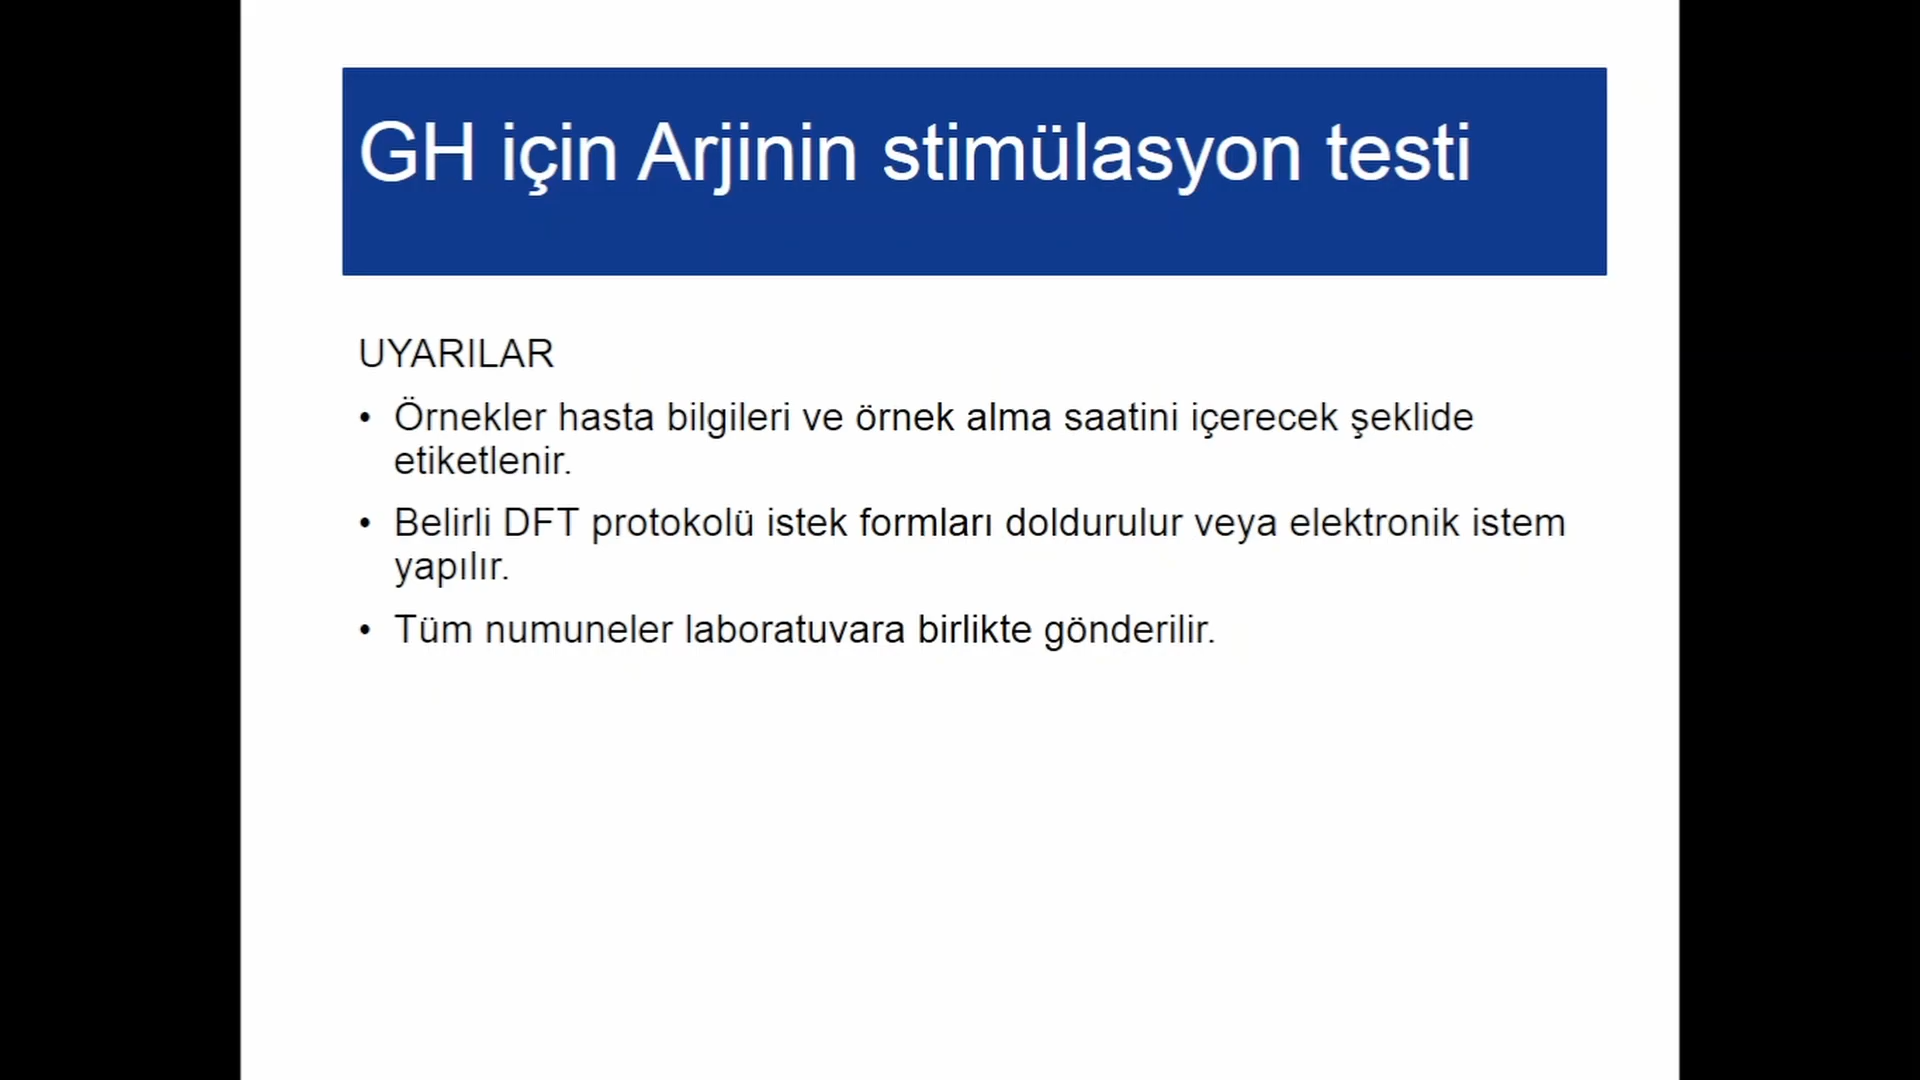 GH için Arjinin stimülasyon testi
UYARILAR
• Örnekler hasta bilgileri ve örnek alma saatini içerecek şeklide
etiketlenir.
• Belirli DFT protokolü istek formları doldurulur veya elektronik istem
yapılır.
• Tüm numuneler laboratuvara birlikte gönderilir.